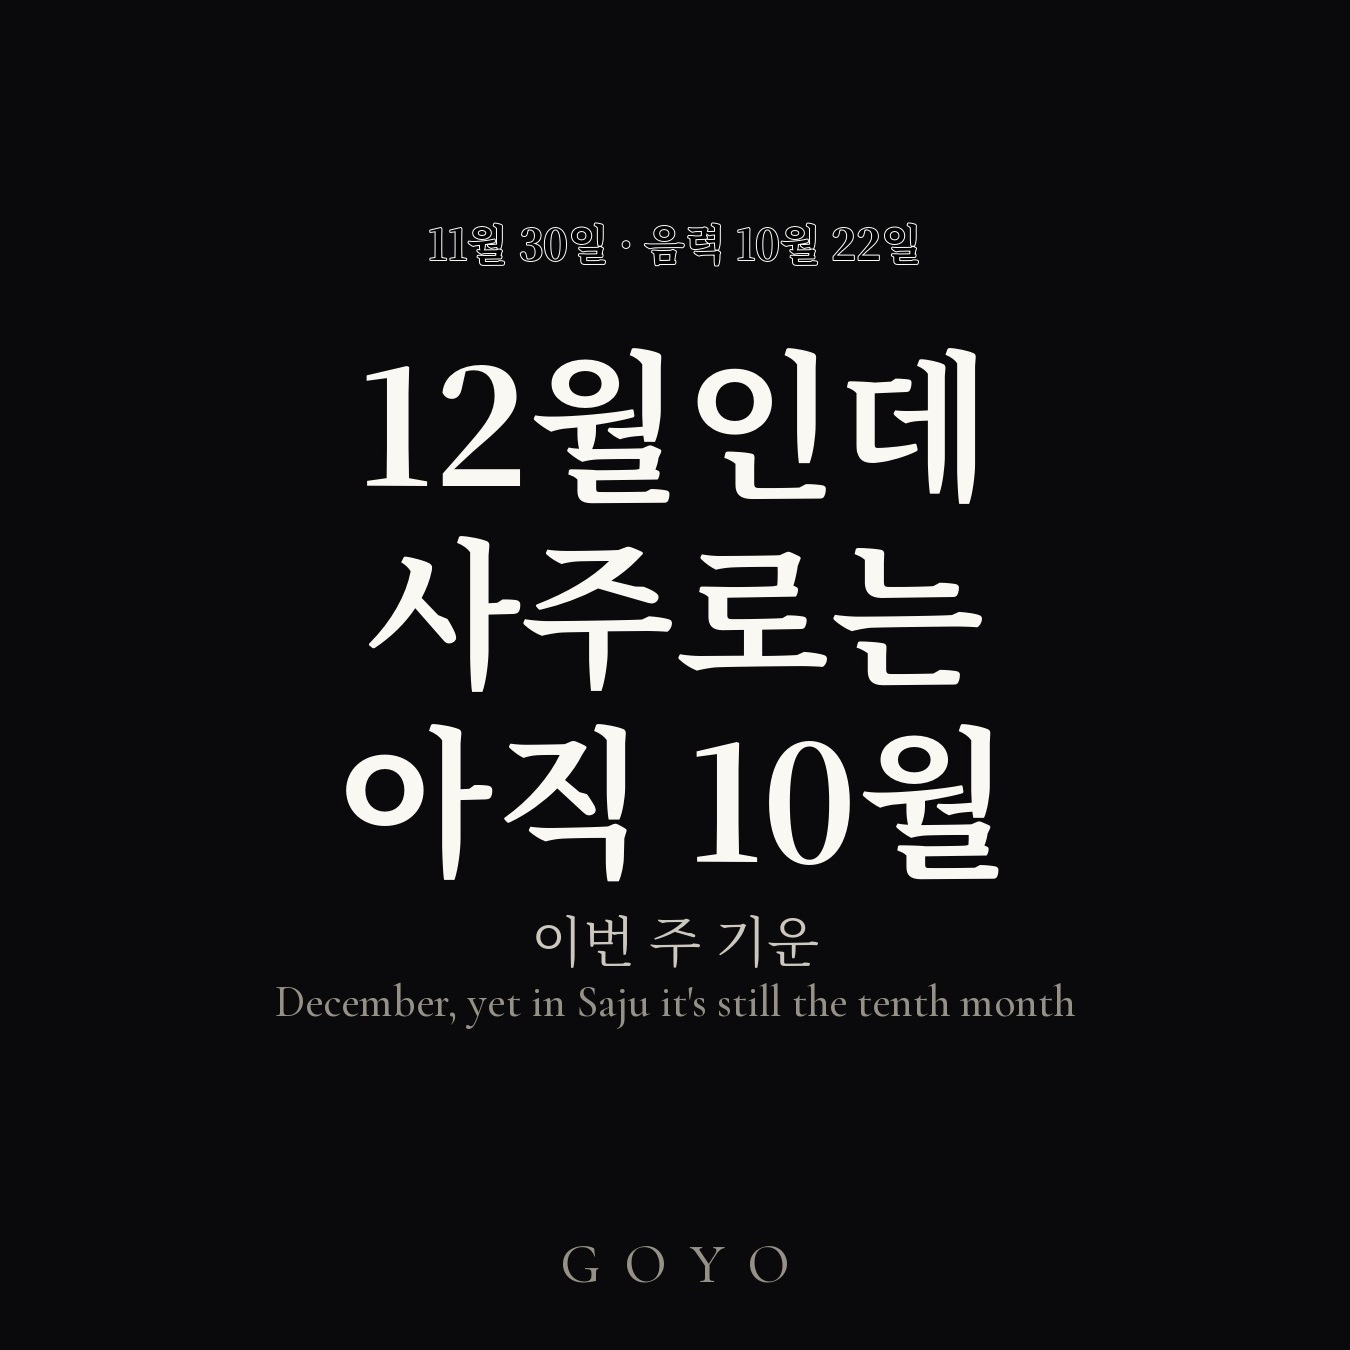 11월 30일 · 음력 10월 22일
12월인데
사주로는
아직 10월
이번 주 기운
December, yet in Saju it's still the tenth month
GOYO